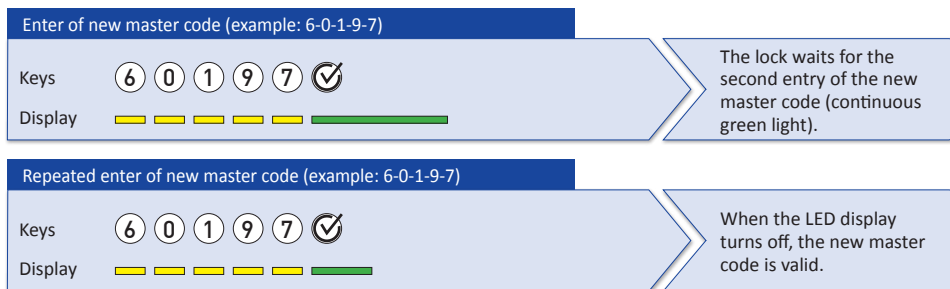 Enter of new master code (example: 6-0-1-9-7)
Keys 6 0 1 9 7
Display
The lock waits for the
second entry of the new
master code (continuous
green light).
Repeated enter of new master code (example: 6-0-1-9-7)
Keys 6 0 1 9 7
Display
When the LED display
turns off, the new master
code is valid.